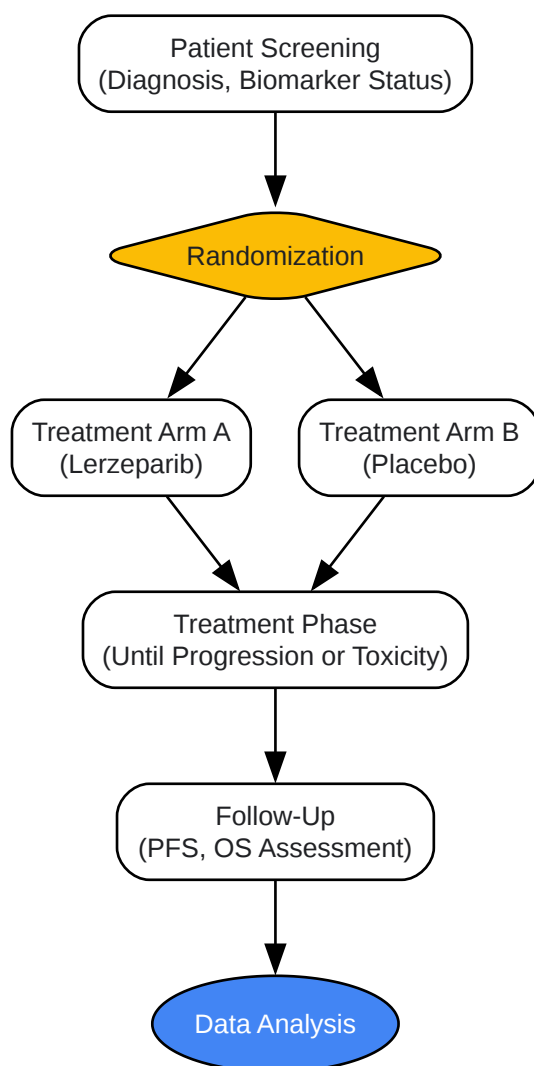 Patient Screening
(Diagnosis, Biomarker Status)
Randomization
Treatment Arm A
(Lerzeparib)
Treatment Arm B
(Placebo)
Treatment Phase
(Until Progression or Toxicity)
Follow-Up
(PFS, OS Assessment)
Data Analysis